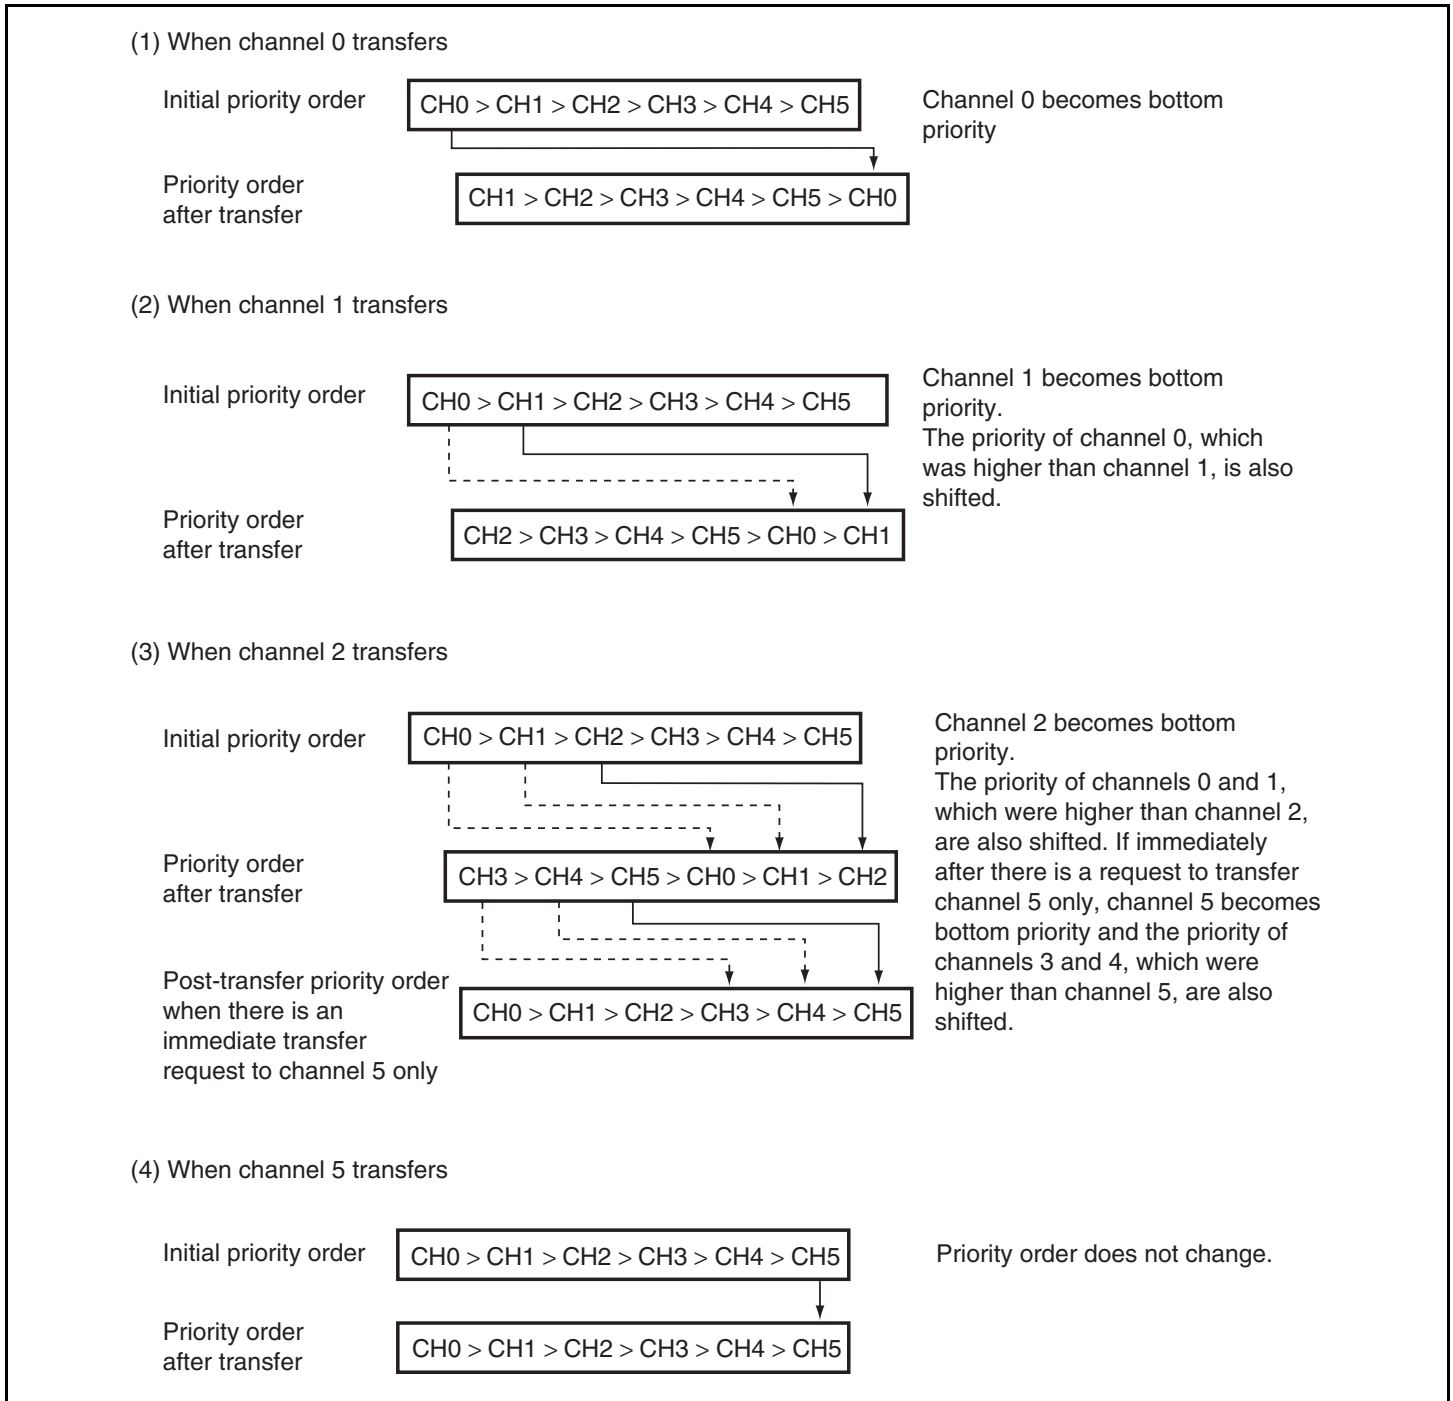 (1) When channel 0 transfers
Initial priority order
CH0 > CH1 > CH2 > CH3 > CH4 > CH5
Channel 0 becomes bottom
priority
Priority order
after transfer
CH1 > CH2 > CH3 > CH4 > CH5 > CH0
(2) When channel 1 transfers
Initial priority order
CH0 > CH1 > CH2 > CH3 > CH4 > CH5
Channel 1 becomes bottom
priority.
The priority of channel 0, which
was higher than channel 1, is also
shifted.
Priority order
after transfer
CH2 > CH3 > CH4 > CH5 > CH0 > CH1
(3) When channel 2 transfers
Initial priority order
CH0 > CH1 > CH2 > CH3 > CH4 > CH5
Channel 2 becomes bottom
priority.
The priority of channels 0 and 1,
which were higher than channel 2,
are also shifted. If immediately
after there is a request to transfer
channel 5 only, channel 5 becomes
bottom priority and the priority of
channels 3 and 4, which were
higher than channel 5, are also
shifted.
Priority order
after transfer
CH3 > CH4 > CH5 > CH0 > CH1 > CH2
Post-transfer priority order
when there is an
immediate transfer
request to channel 5 only
CH0 > CH1 > CH2 > CH3 > CH4 > CH5
(4) When channel 5 transfers
Initial priority order
CH0 > CH1 > CH2 > CH3 > CH4 > CH5
Priority order does not change.
Priority order
after transfer
CH0 > CH1 > CH2 > CH3 > CH4 > CH5